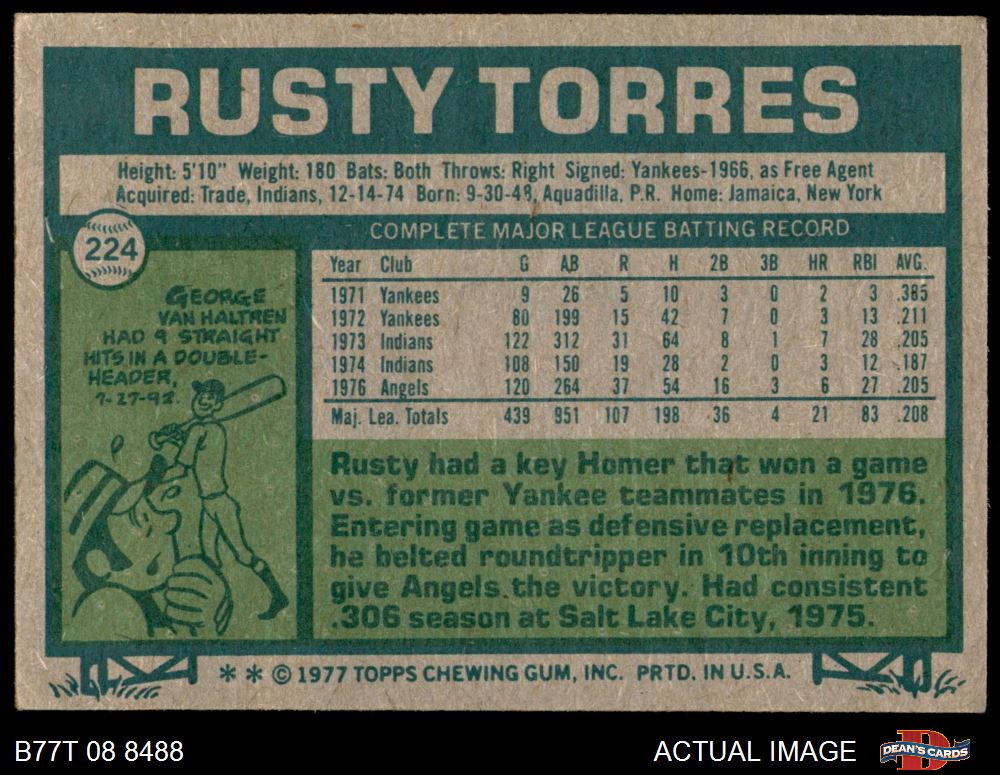 RUSTY TORRES
Height: 5'10" Weight: 180 Bats: Both Throws: Right Signed: Yankees-1966, as Free Agent
Acquired: Trade, Indians, 12-14-74 Born: 9-30-48, Aquadilla, P.R. Home: Jamaica, New York
224
GEORGE
VAN HALTREN
HAD 9 STRAIGHT
HITS IN A DOUBLE-
HEADER,
7-27-92.
COMPLETE MAJOR LEAGUE BATTING RECORD
Year Club G AB R H 2B 3B HR RBI AVG.
1971 Yankees 9 26 5 10 3 0 2 3 .385
1972 Yankees 80 199 15 42 7 0 3 13 .211
1973 Indians 122 312 31 64 8 1 7 28 .205
1974 Indians 108 150 19 28 2 0 3 12 .187
1976 Angels 120 264 37 54 16 3 6 27 .205
Maj. Lea. Totals 439 951 107 198 36 4 21 83 .208
Rusty had a key Homer that won a game
vs. former Yankee teammates in 1976.
Entering game as defensive replacement,
he belted roundtripper in 10th inning to
give Angels the victory. Had consistent
.306 season at Salt Lake City, 1975.
** © 1977 TOPPS CHEWING GUM, INC. PRTD. IN U.S.A.
B77T 08 8488
ACTUAL IMAGE
D
DEAN'S CARDS